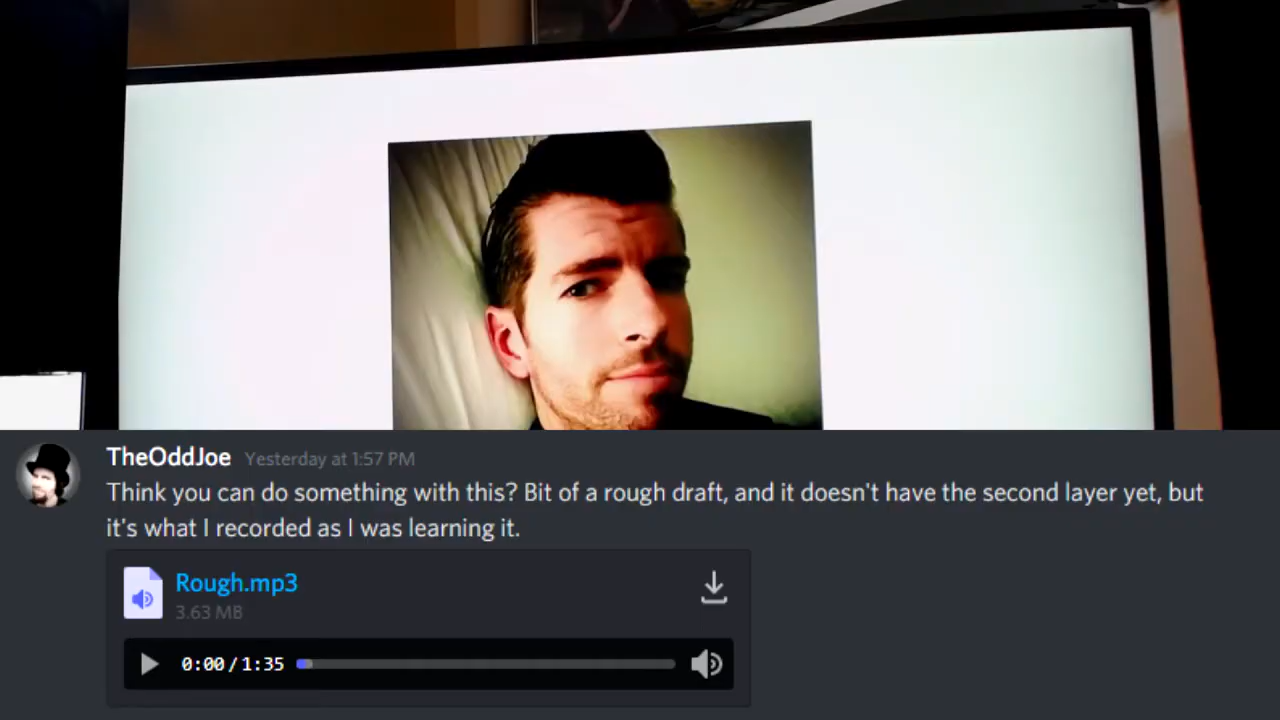 TheOddJoe Yesterday at 1:57 PM
Think you can do something with this? Bit of a rough draft, and it doesn't have the second layer yet, but
it's what I recorded as I was learning it.
Rough.mp3
3.63 MB
0:00 / 1:35